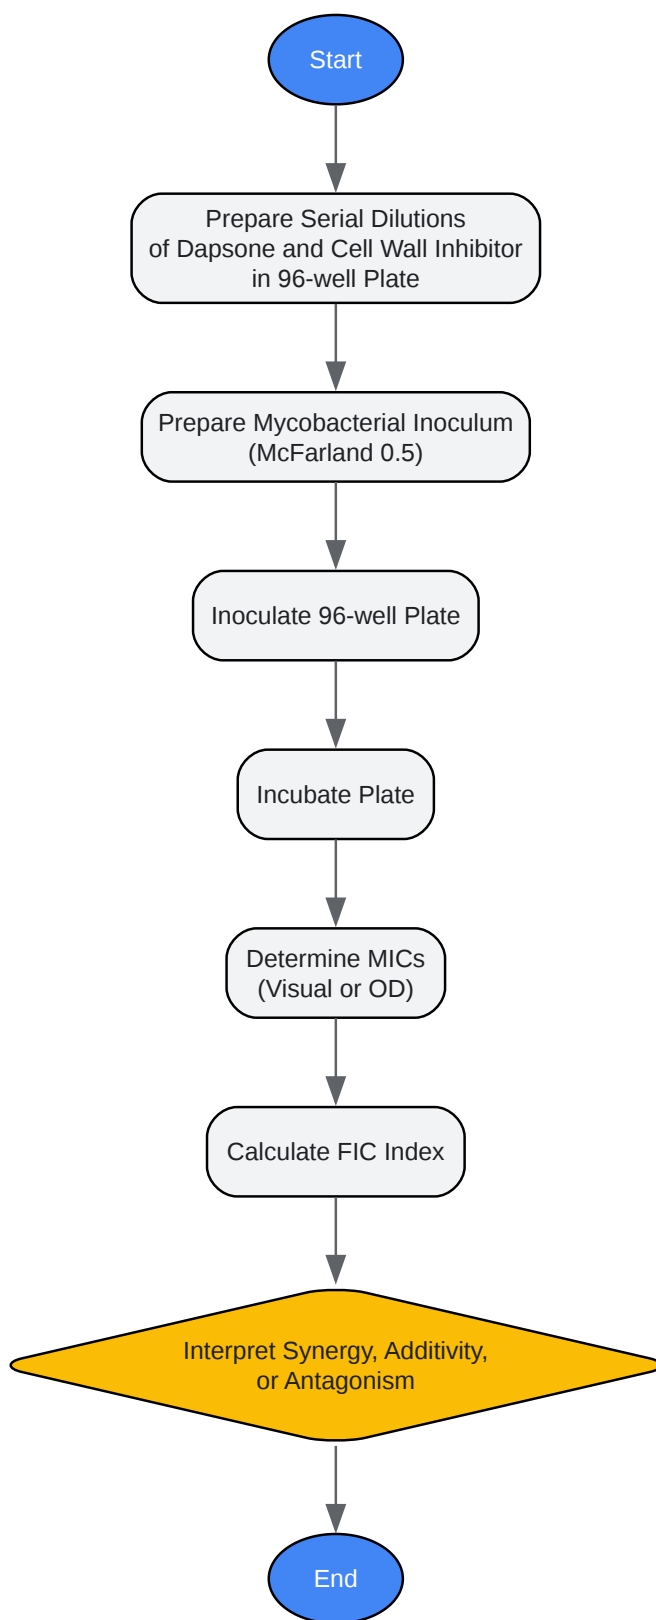 Start
Prepare Serial Dilutions
of Dapsone and Cell Wall Inhibitor
in 96-well Plate
Prepare Mycobacterial Inoculum
(McFarland 0.5)
Inoculate 96-well Plate
Incubate Plate
Determine MICs
(Visual or OD)
Calculate FIC Index
Interpret Synergy, Additivity,
or Antagonism
End